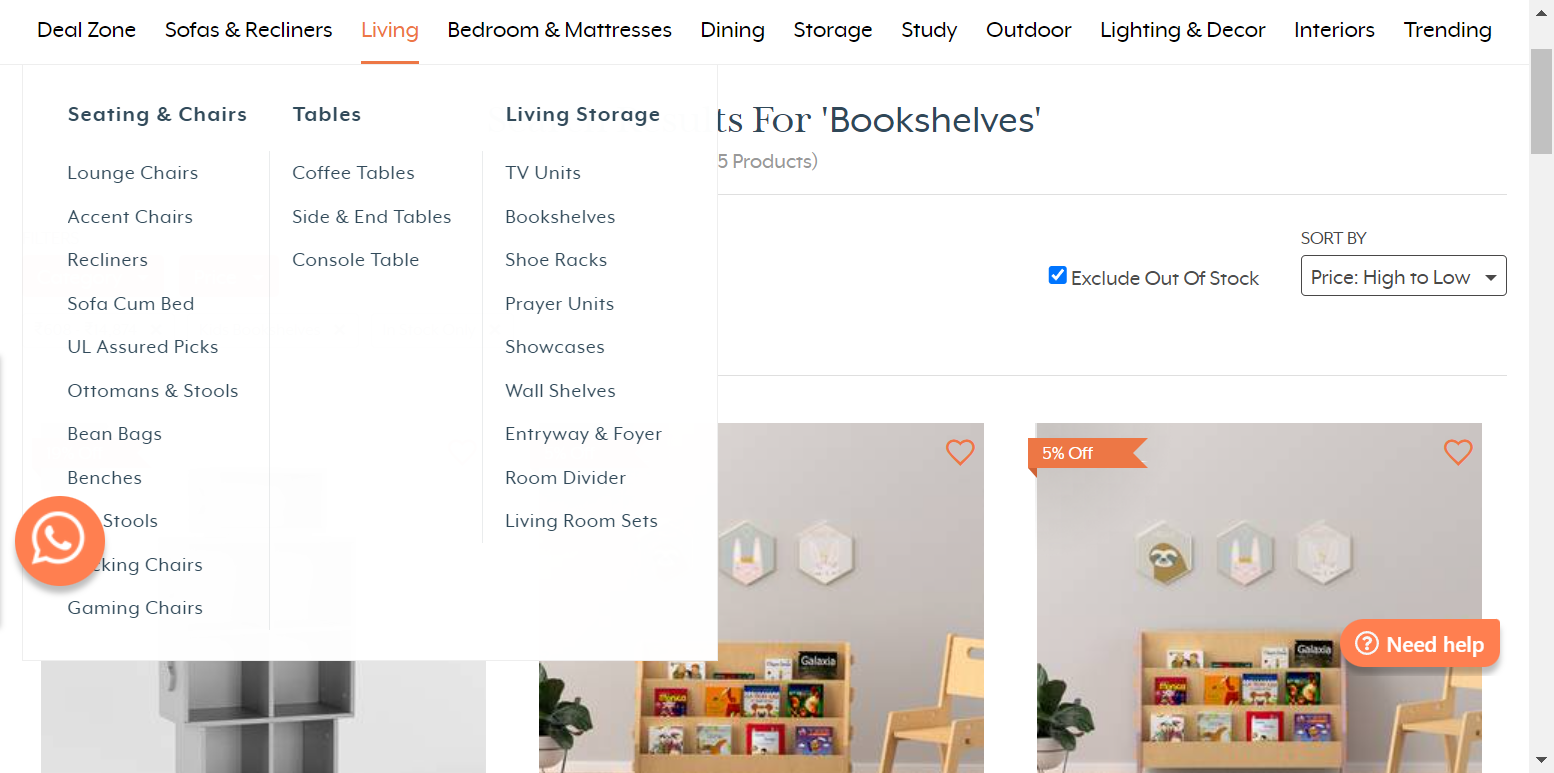 Deal Zone Sofas & Recliners Living Bedroom & Mattresses Dining Storage Study Outdoor Lighting & Decor Interiors Trending
Seating & Chairs
Lounge Chairs
Accent Chairs
Recliners
Sofa Cum Bed
UL Assured Picks
Ottomans & Stools
Bean Bags
Benches
Stools
king Chairs
Gaming Chairs
Tables
Coffee Tables
Side & End Tables
Console Table
Living Storage
TV Units
Bookshelves
Shoe Racks
Prayer Units
Showcases
Wall Shelves
Entryway & Foyer
Room Divider
Living Room Sets
ts For 'Bookshelves'
5 Products)
Exclude Out Of Stock
SORT BY
Price: High to Low
5% Off
Galaxia
Monica
Galaxia
Monica
Need help